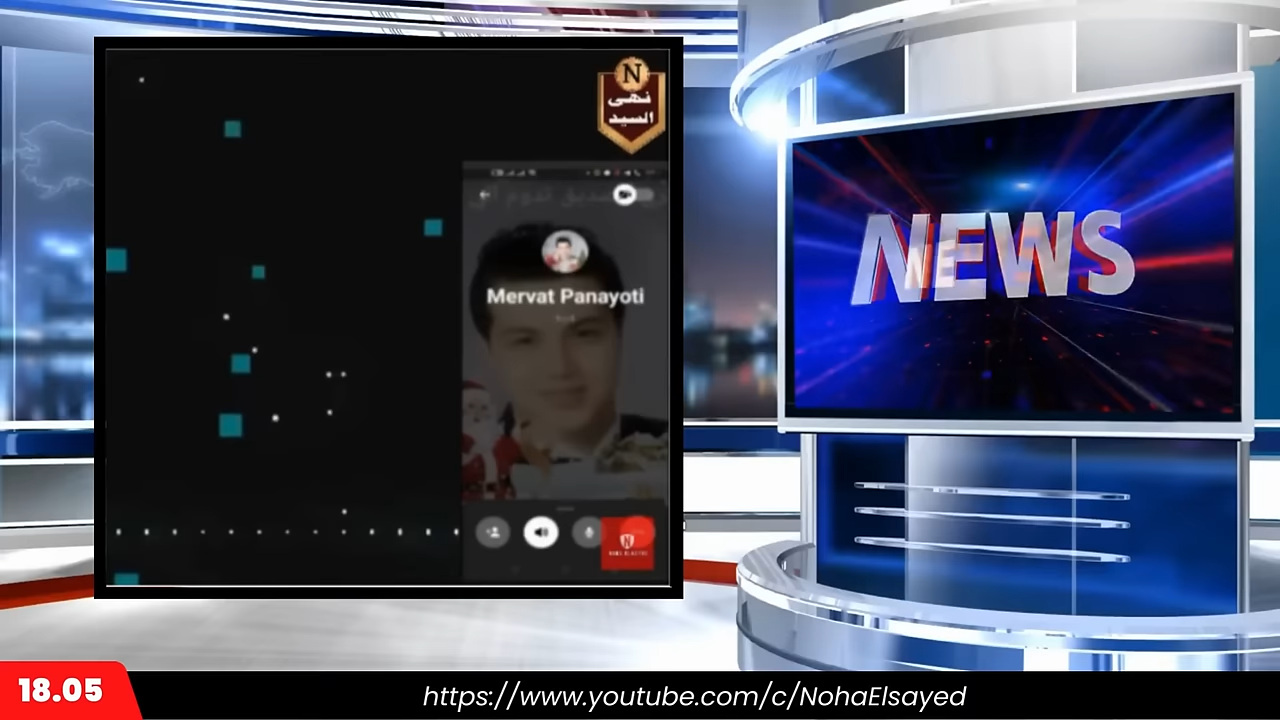 N
نهى
السيد
Mervat Panayoti
NEWS
18.05
https://www.youtube.com/c/NohaElsayed